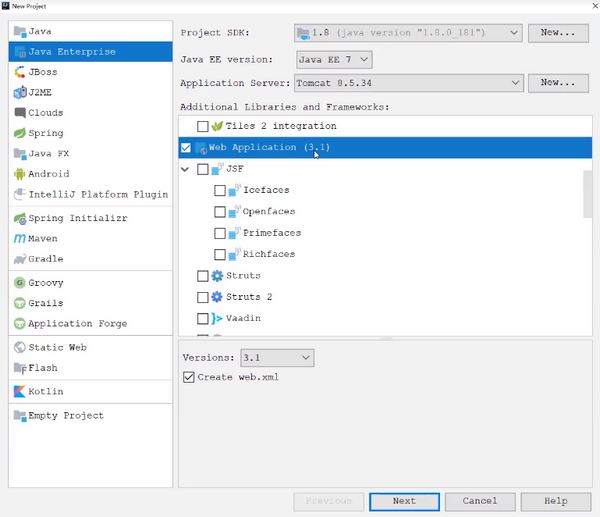 New Project
Java
Java Enterprise
JBoss
J2ME
Clouds
Spring
Java FX
Android
IntelliJ Platform Plugin
Spring Initializr
Maven
Gradle
Groovy
Grails
Application Forge
Static Web
Flash
Kotlin
Empty Project
Project SDK: 1.8 (java version "1.8.0_181") New...
Java EE version: Java EE 7
Application Server: Tomcat 8.5.34 New...
Additional Libraries and Frameworks:
Tiles 2 integration
Web Application (3.1)
JSF
Icefaces
Openfaces
Primefaces
Richfaces
Struts
Struts 2
Vaadin
Versions: 3.1
Create web.xml
Previous Next Cancel Help